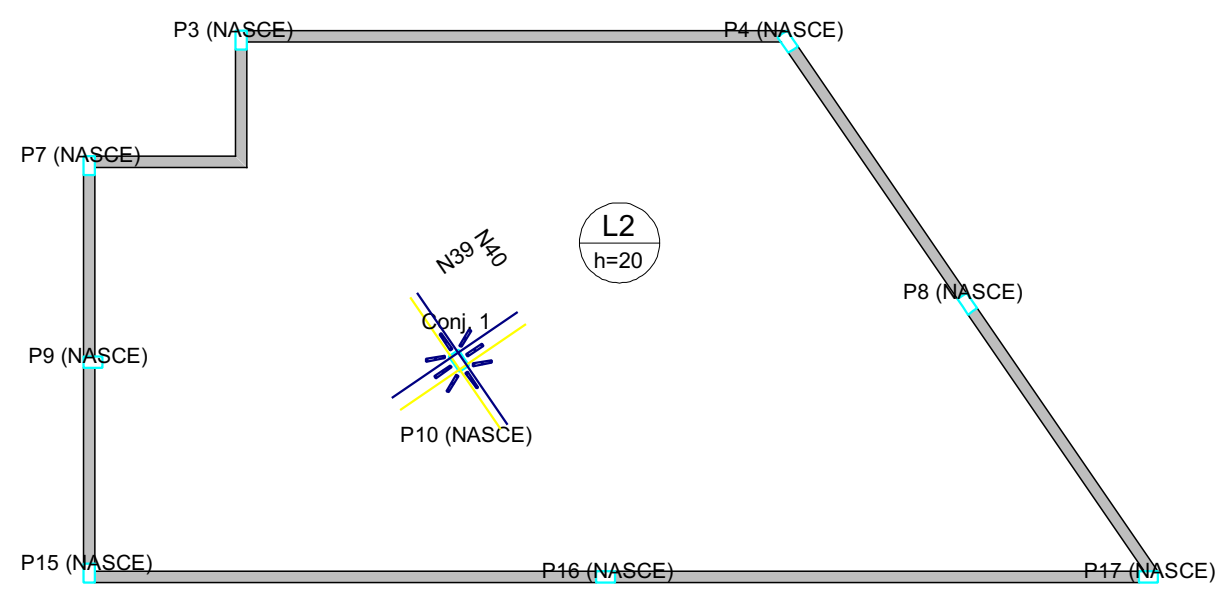 P3 (NASCE)
P4 (NASCE)
P7 (NASCE)
L2
h=20
N39
N40
P8 (NASCE)
Conj. 1
P9 (NASCE)
P10 (NASCE)
P15 (NASCE)
P16 (NASCE)
P17 (NASCE)